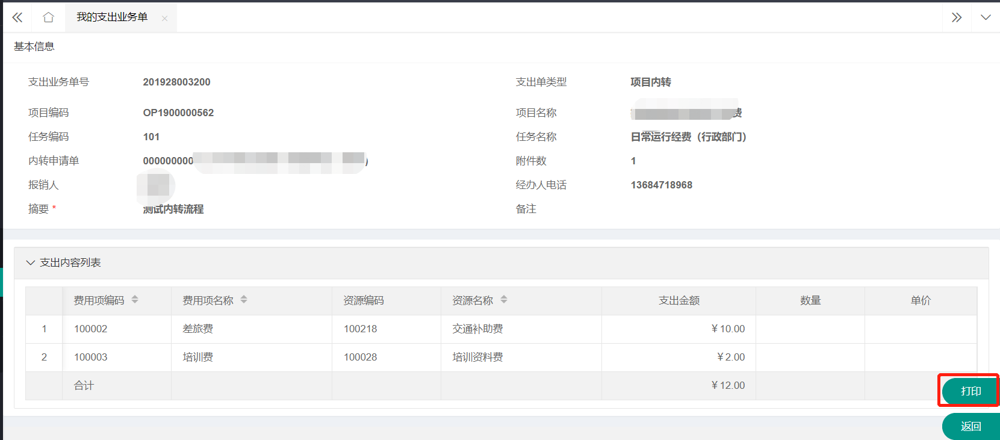 我的支出业务单
基本信息
支出业务单号 201928003200 支出单类型 项目内转
项目编码 OP1900000562 项目名称 费
任务编码 101 任务名称 日常运行经费（行政部门）
内转申请单 000000000 ) 附件数 1
报销人 经办人电话 13684718968
摘要 * 测试内转流程 备注
支出内容列表
费用项编码 费用项名称 资源编码 资源名称 支出金额 数量 单价
1 100002 差旅费 100218 交通补助费 ¥10.00
2 100003 培训费 100028 培训资料费 ¥2.00
合计 ¥12.00
打印
返回